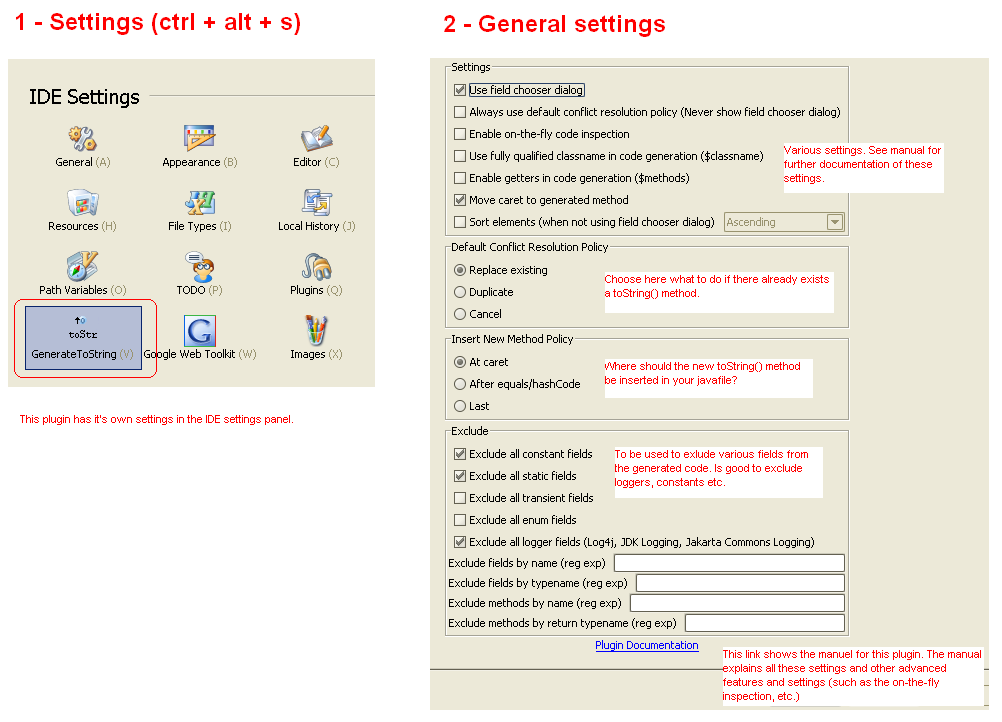 1 - Settings (ctrl + alt + s)
IDE Settings
General (A)
Appearance (B)
Editor (C)
Resources (H)
File Types (I)
Local History (J)
Path Variables (O)
TODO (P)
Plugins (Q)
toStr
GenerateToString (V)
Google Web Toolkit (W)
Images (X)
This plugin has it's own settings in the IDE settings panel.
2 - General settings
Settings
Use field chooser dialog
Always use default conflict resolution policy (Never show field chooser dialog)
Enable on-the-fly code inspection
Use fully qualified classname in code generation ($classname)
Enable getters in code generation ($methods)
Move caret to generated method
Sort elements (when not using field chooser dialog)
Ascending
Various settings. See manual for
further documentation of these
settings.
Default Conflict Resolution Policy
Replace existing
Duplicate
Cancel
Choose here what to do if there already exists
a toString() method.
Insert New Method Policy
At caret
After equals/hashCode
Last
Where should the new toString() method
be inserted in your javafile?
Exclude
Exclude all constant fields
Exclude all static fields
Exclude all transient fields
Exclude all enum fields
Exclude all logger fields (Log4j, JDK Logging, Jakarta Commons Logging)
To be used to exlude various fields from
the generated code. Is good to exclude
loggers, constants etc.
Exclude fields by name (reg exp)
Exclude fields by typename (reg exp)
Exclude methods by name (reg exp)
Exclude methods by return typename (reg exp)
Plugin Documentation
This link shows the manuel for this plugin. The manual
explains all these settings and other advanced
features and settings (such as the on-the-fly
inspection, etc.)